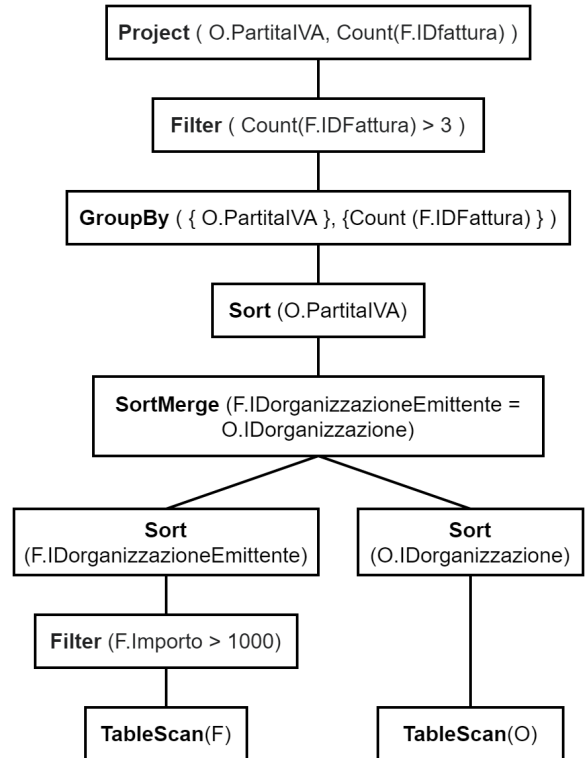 Project ( O.PartitaIVA, Count(F.IDfattura) )
Filter ( Count(F.IDFattura) > 3 )
GroupBy ( { O.PartitaIVA }, {Count (F.IDFattura) } )
Sort (O.PartitaIVA)
SortMerge (F.IDorganizzazioneEmittente =
O.IDorganizzazione)
Sort
(F.IDorganizzazioneEmittente)
Sort
(O.IDorganizzazione)
Filter (F.Importo > 1000)
TableScan(F)
TableScan(O)